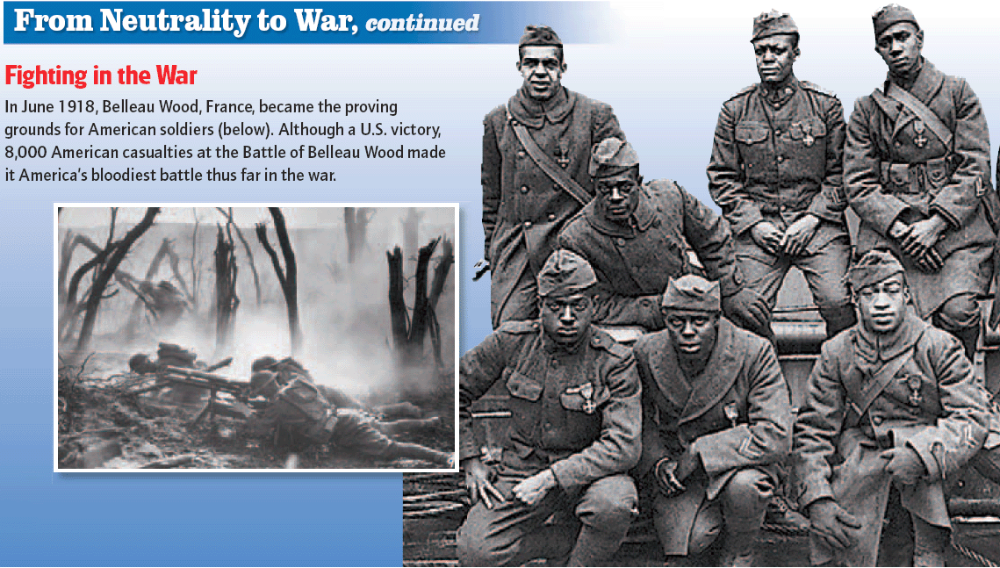 From Neutrality to War, continued
Fighting in the War
In June 1918, Belleau Wood, France, became the proving
grounds for American soldiers (below). Although a U.S. victory,
8,000 American casualties at the Battle of Belleau Wood made
it America's bloodiest battle thus far in the war.